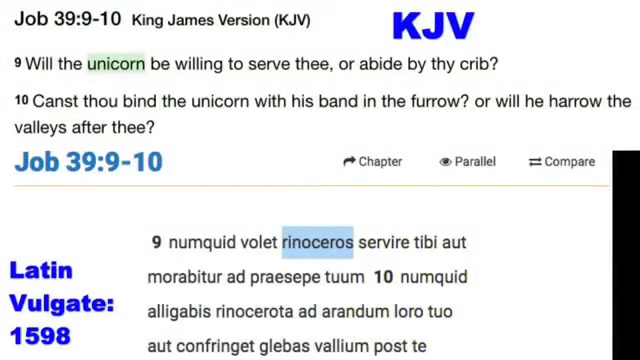 Job 39:9-10 King James Version (KJV)
KJV
9 Will the unicorn be willing to serve thee, or abide by thy crib?
10 Canst thou bind the unicorn with his band in the furrow? or will he harrow the
valleys after thee?
Job 39:9-10
Chapter
Parallel
Compare
9 numquid volet rinoceros servire tibi aut
morabitur ad praesepe tuum 10 numquid
alligabis rinocerota ad arandum loro tuo
aut confringet glebas vallium post te
Latin
Vulgate:
1598